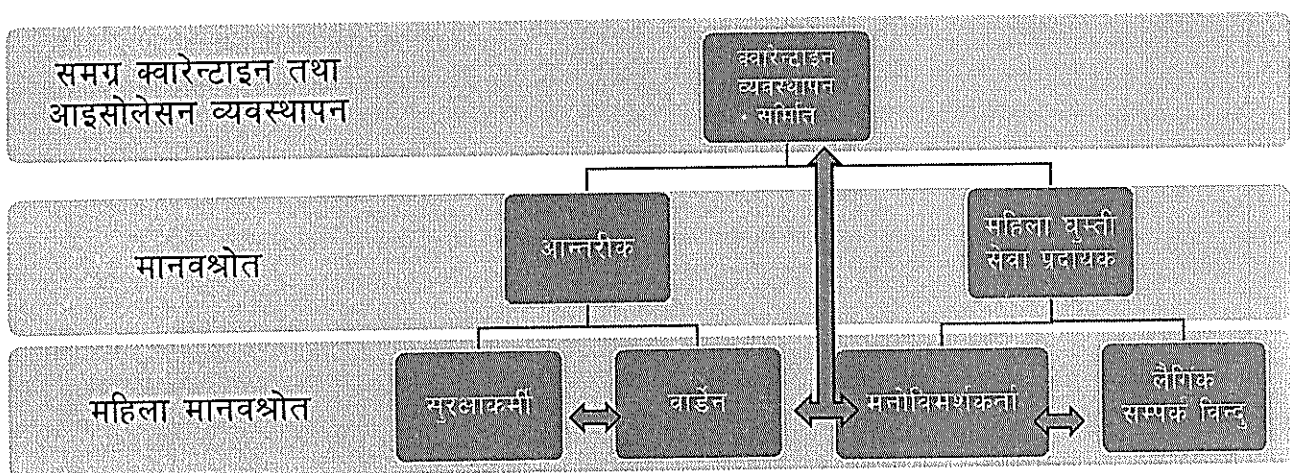 समग्र क्वारेन्टाइन तथा
आइसोलेसन व्यवस्थापन
क्वारेन्टाइन
व्यवस्थापन
समिति
मानवश्रोत
आन्तरीक
महिला घुम्ती
सेवा प्रदायक
महिला मानवश्रोत
सुरक्षाकर्मी
वार्डेन
मनोविमर्शकर्ता
लैगिंक
सम्पर्क विन्दु